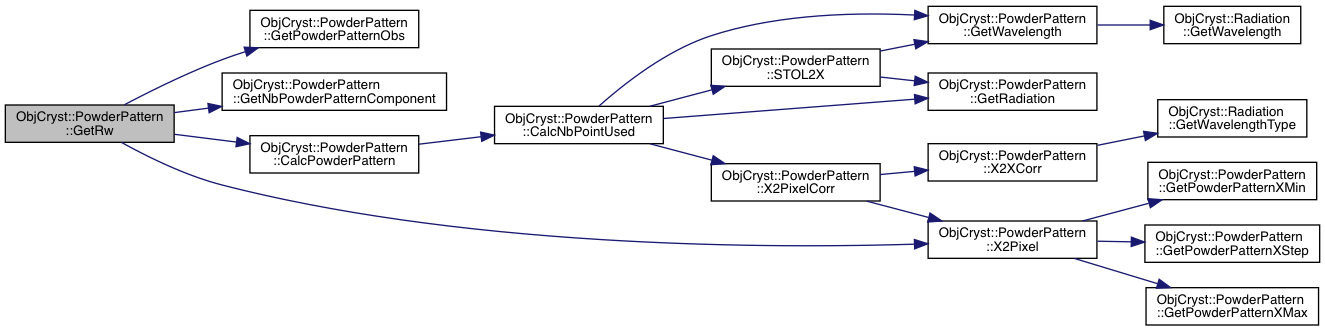 ObjCryst::PowderPattern
::GetRw
ObjCryst::PowderPattern
::GetPowderPatternObs
ObjCryst::PowderPattern
::GetNbPowderPatternComponent
ObjCryst::PowderPattern
::CalcPowderPattern
ObjCryst::PowderPattern
::CalcNbPointUsed
ObjCryst::PowderPattern
::STOL2X
ObjCryst::PowderPattern
::X2PixelCorr
ObjCryst::PowderPattern
::GetWavelength
ObjCryst::PowderPattern
::GetRadiation
ObjCryst::PowderPattern
::X2XCorr
ObjCryst::PowderPattern
::X2Pixel
ObjCryst::Radiation
::GetWavelength
ObjCryst::Radiation
::GetWavelengthType
ObjCryst::PowderPattern
::GetPowderPatternXMin
ObjCryst::PowderPattern
::GetPowderPatternXStep
ObjCryst::PowderPattern
::GetPowderPatternXMax